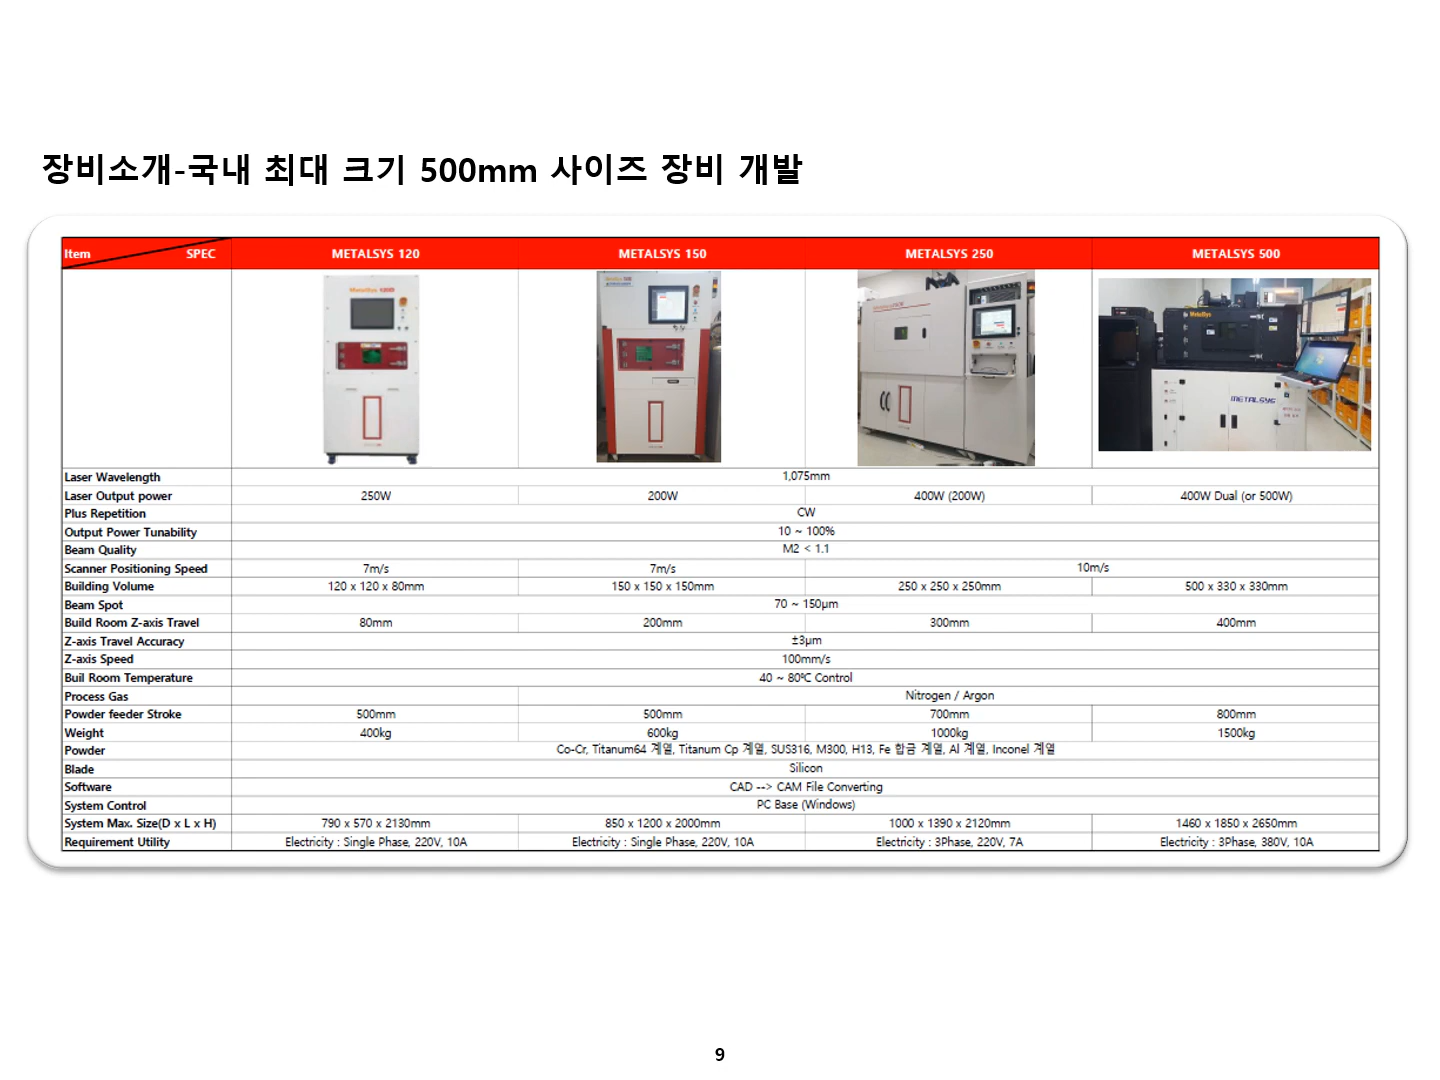 장비소개-국내 최대 크기 500mm 사이즈 장비 개발
Item SPEC METALSYS 120 METALSYS 150 METALSYS 250 METALSYS 500
MetalSys 120
MetalSys
METALSYS
Laser Wavelength 1,075mm
Laser Output power 250W 200W 400W (200W) 400W Dual (or 500W)
Plus Repetition CW
Output Power Tunability 10 ~ 100%
Beam Quality M2 < 1.1
Scanner Positioning Speed 7m/s 7m/s 10m/s
Building Volume 120 x 120 x 80mm 150 x 150 x 150mm 250 x 250 x 250mm 500 x 330 x 330mm
Beam Spot 70 ~ 150μm
Build Room Z-axis Travel 80mm 200mm 300mm 400mm
Z-axis Travel Accuracy ±3μm
Z-axis Speed 100mm/s
Buil Room Temperature 40 ~ 80℃ Control
Process Gas Nitrogen / Argon
Powder feeder Stroke 500mm 500mm 700mm 800mm
Weight 400kg 600kg 1000kg 1500kg
Powder Co-Cr, Titanum64 계열, Titanum Cp 계열, SUS316, M300, H13, Fe 합금 계열, Al 계열, Inconel 계열
Blade Silicon
Software CAD --> CAM File Converting
System Control PC Base (Windows)
System Max. Size(D x L x H) 790 x 570 x 2130mm 850 x 1200 x 2000mm 1000 x 1390 x 2120mm 1460 x 1850 x 2650mm
Requirement Utility Electricity : Single Phase, 220V, 10A Electricity : Single Phase, 220V, 10A Electricity : 3Phase, 220V, 7A Electricity : 3Phase, 380V, 10A
9